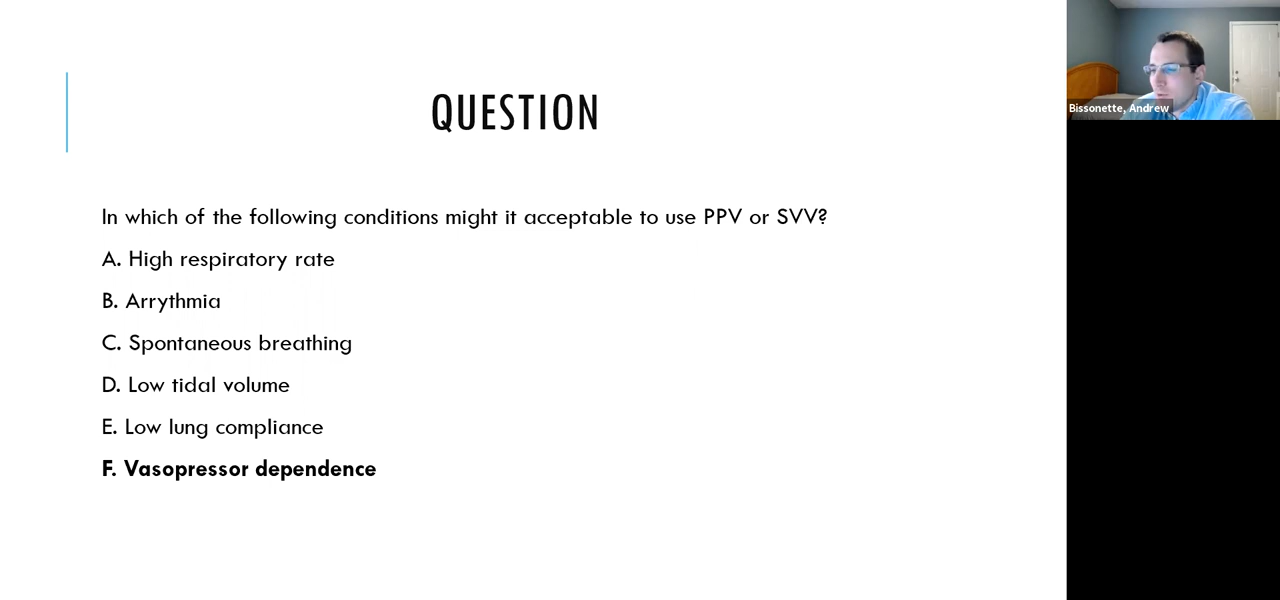 QUESTION
In which of the following conditions might it acceptable to use PPV or SVV?
A. High respiratory rate
B. Arrythmia
C. Spontaneous breathing
D. Low tidal volume
E. Low lung compliance
F. Vasopressor dependence
Bissonette, Andrew